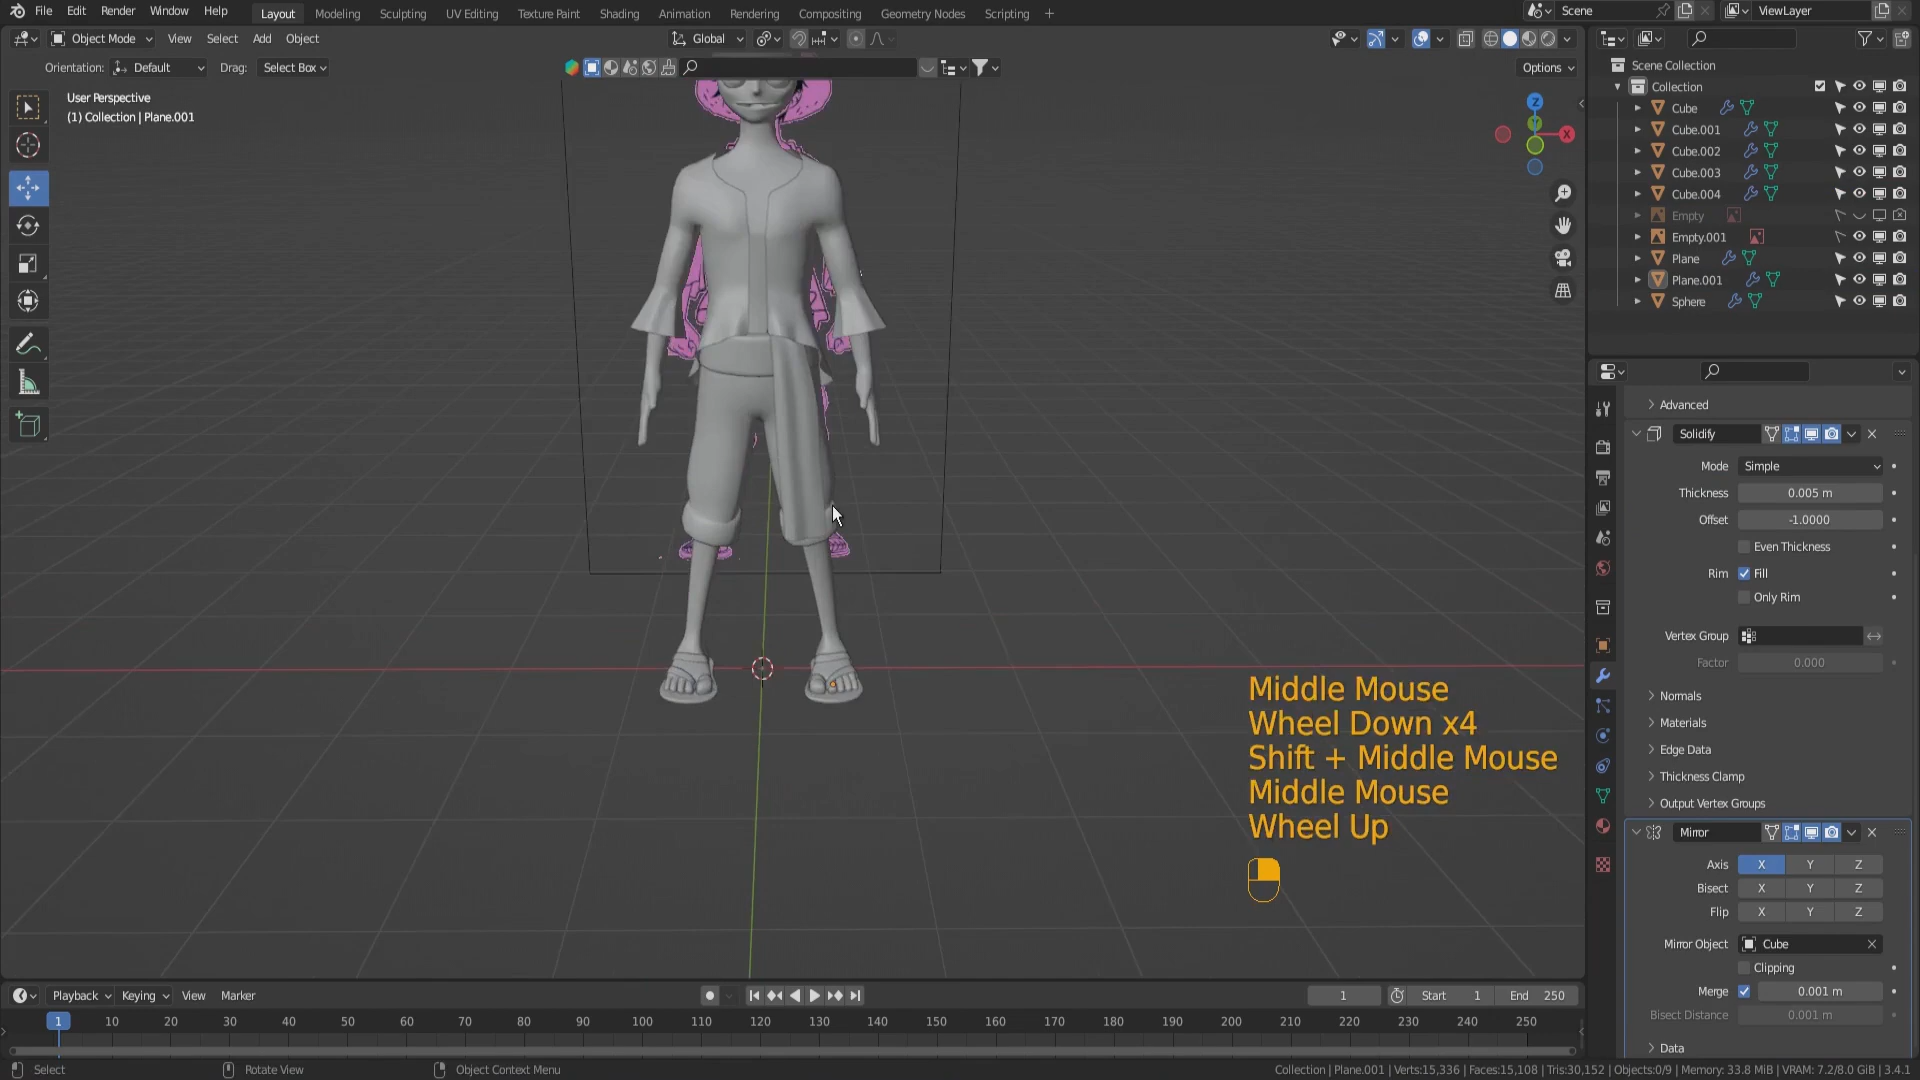 File Edit Render Window Help Layout Modeling Sculpting UV Editing Texture Paint Shading Animation Rendering Compositing Geometry Nodes Scripting + Scene ViewLayer
Object Mode View Select Add Object Global
Orientation: Default Drag: Select Box Options
User Perspective
(1) Collection | Plane.001
Z
X
Scene Collection
Collection
Cube
Cube.001
Cube.002
Cube.003
Cube.004
Empty
Empty.001
Plane
Plane.001
Sphere
Advanced
Solidify
Mode Simple
Thickness 0.005 m
Offset -1.0000
Even Thickness
Rim Fill
Only Rim
Vertex Group
Factor 0.000
Normals
Materials
Edge Data
Thickness Clamp
Output Vertex Groups
Mirror
Axis X Y Z
Bisect X Y Z
Flip X Y Z
Mirror Object Cube
Clipping
Merge 0.001 m
Bisect Distance 0.001 m
Data
Middle Mouse
Wheel Down x4
Shift + Middle Mouse
Middle Mouse
Wheel Up
Playback Keying View Marker 1 Start 1 End 250
1 10 20 30 40 50 60 70 80 90 100 110 120 130 140 150 160 170 180 190 200 210 220 230 240 250
Select Rotate View Object Context Menu Collection | Plane.001 | Verts:15,336 | Faces:15,108 | Tris:30,152 | Objects:0/9 | Memory: 33.8 MiB | VRAM: 7.2/8.0 GiB | 3.4.1